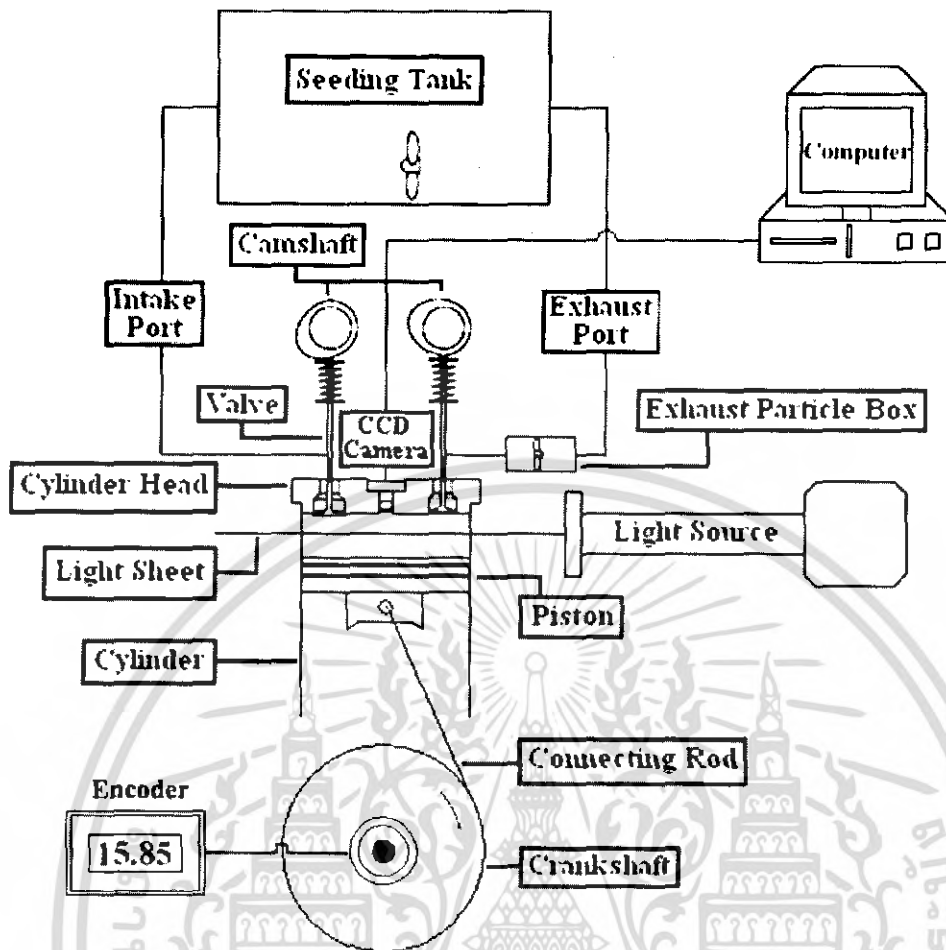 Seeding Tank
Computer
Camshaft
Intake
Port
Exhaust
Port
Valve
CCD
Camera
Exhaust Particle Box
Cylinder Head
Light Source
Light Sheet
Piston
Cylinder
Connecting Rod
Encoder
15.85
Crankshaft